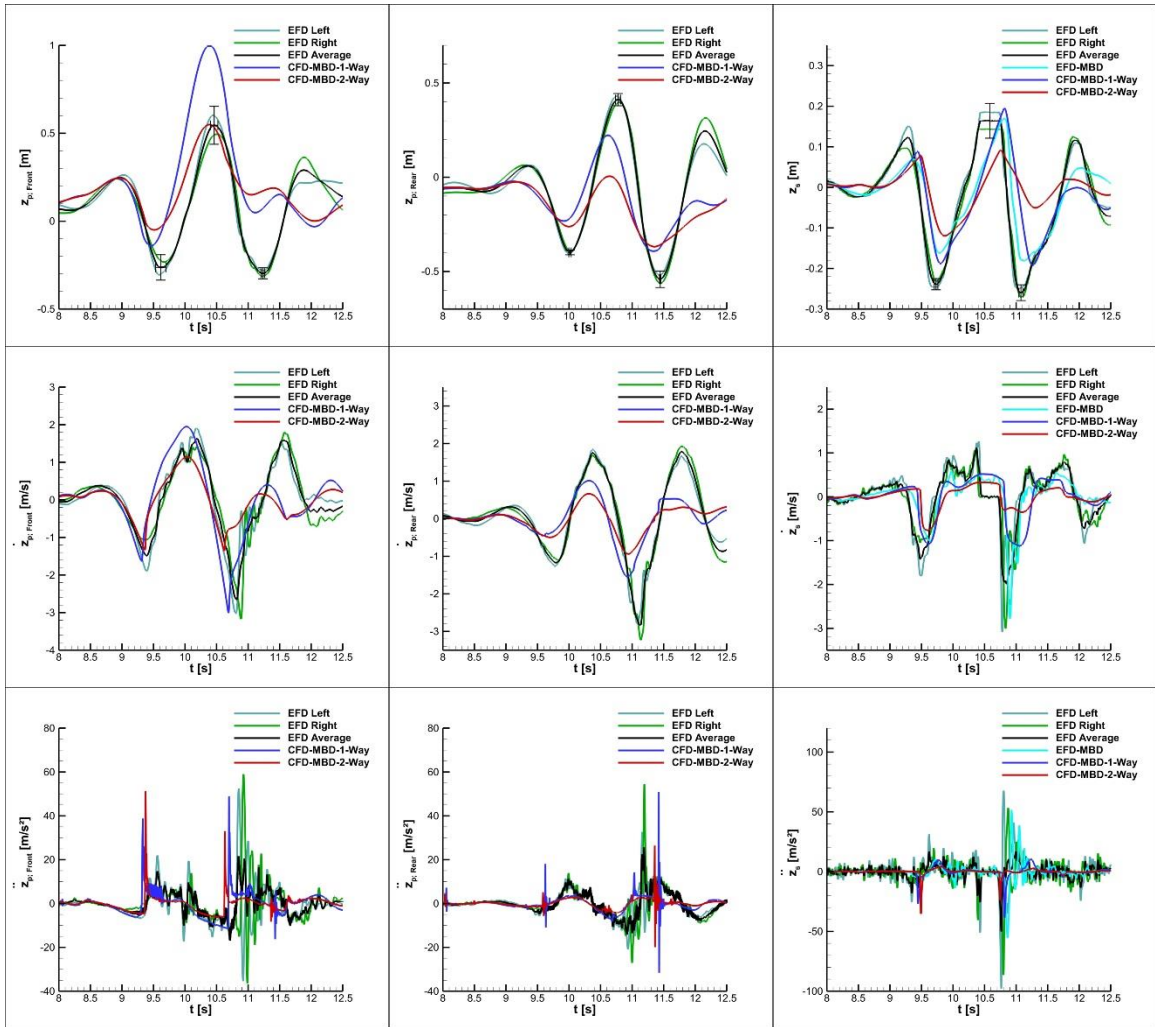 EFD Left
EFD Right
EFD Average
CFD-MBD-1-Way
CFD-MBD-2-Way
z_p; Front [m]
1
0.5
0
-0.5
8 8.5 9 9.5 10 10.5 11 11.5 12 12.5
t [s]
EFD Left
EFD Right
EFD Average
CFD-MBD-1-Way
CFD-MBD-2-Way
z_p; Rear [m]
0.5
0
-0.5
8 8.5 9 9.5 10 10.5 11 11.5 12 12.5
t [s]
EFD Left
EFD Right
EFD Average
EFD-MBD
CFD-MBD-1-Way
CFD-MBD-2-Way
z_s [m]
0.3
0.2
0.1
0
-0.1
-0.2
-0.3
8 8.5 9 9.5 10 10.5 11 11.5 12 12.5
t [s]
EFD Left
EFD Right
EFD Average
CFD-MBD-1-Way
CFD-MBD-2-Way
ż_p; Front [m/s]
3
2
1
0
-1
-2
-3
-4
8 8.5 9 9.5 10 10.5 11 11.5 12 12.5
t [s]
EFD Left
EFD Right
EFD Average
CFD-MBD-1-Way
CFD-MBD-2-Way
ż_p; Rear [m/s]
2
1
0
-1
-2
-3
8 8.5 9 9.5 10 10.5 11 11.5 12 12.5
t [s]
EFD Left
EFD Right
EFD Average
EFD-MBD
CFD-MBD-1-Way
CFD-MBD-2-Way
ż_s [m/s]
2
1
0
-1
-2
-3
8 8.5 9 9.5 10 10.5 11 11.5 12 12.5
t [s]
EFD Left
EFD Right
EFD Average
CFD-MBD-1-Way
CFD-MBD-2-Way
z̈_p; Front [m/s²]
80
60
40
20
0
-20
-40
8 8.5 9 9.5 10 10.5 11 11.5 12 12.5
t [s]
EFD Left
EFD Right
EFD Average
CFD-MBD-1-Way
CFD-MBD-2-Way
z̈_p; Rear [m/s²]
80
60
40
20
0
-20
-40
8 8.5 9 9.5 10 10.5 11 11.5 12 12.5
t [s]
EFD Left
EFD Right
EFD Average
EFD-MBD
CFD-MBD-1-Way
CFD-MBD-2-Way
z̈_s [m/s²]
100
50
0
-50
-100
8 8.5 9 9.5 10 10.5 11 11.5 12 12.5
t [s]